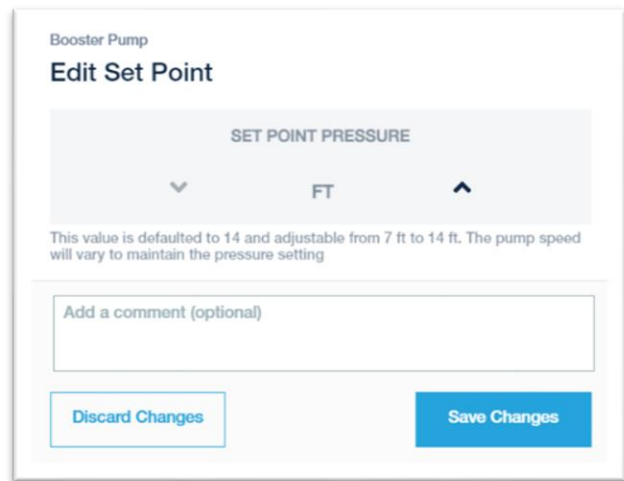 Booster Pump
Edit Set Point
SET POINT PRESSURE
FT
This value is defaulted to 14 and adjustable from 7 ft to 14 ft. The pump speed
will vary to maintain the pressure setting
Add a comment (optional)
Discard Changes
Save Changes